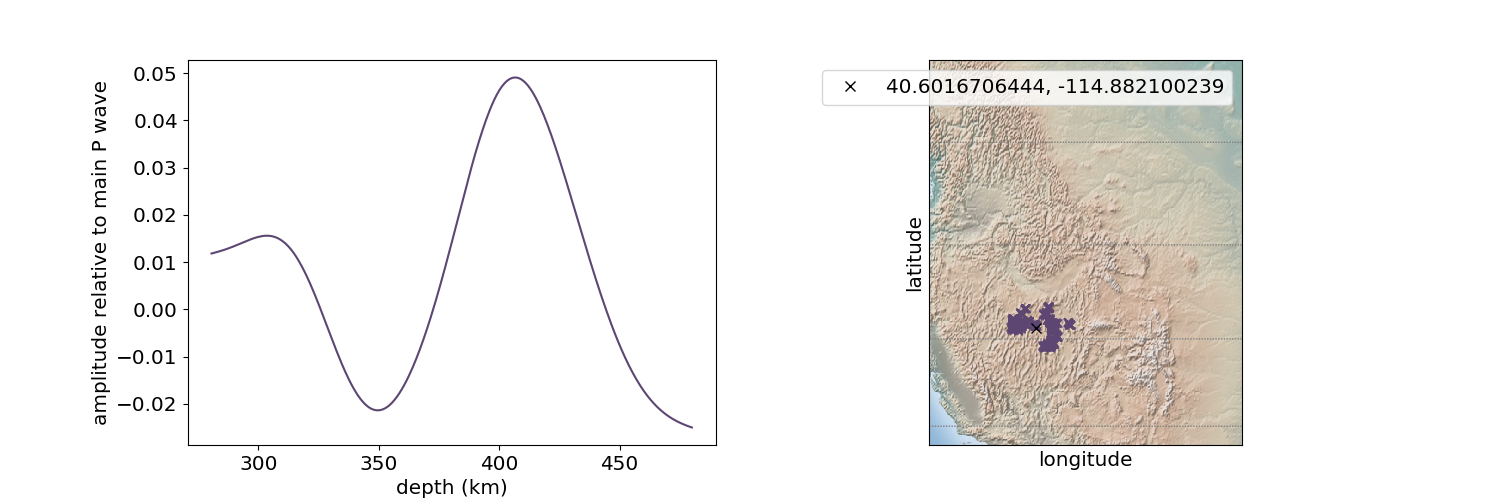 0.05
0.04
0.03
0.02
0.01
0.00
−0.01
−0.02
amplitude relative to main P wave
300 350 400 450
depth (km)
40.6016706444, -114.882100239
latitude
longitude